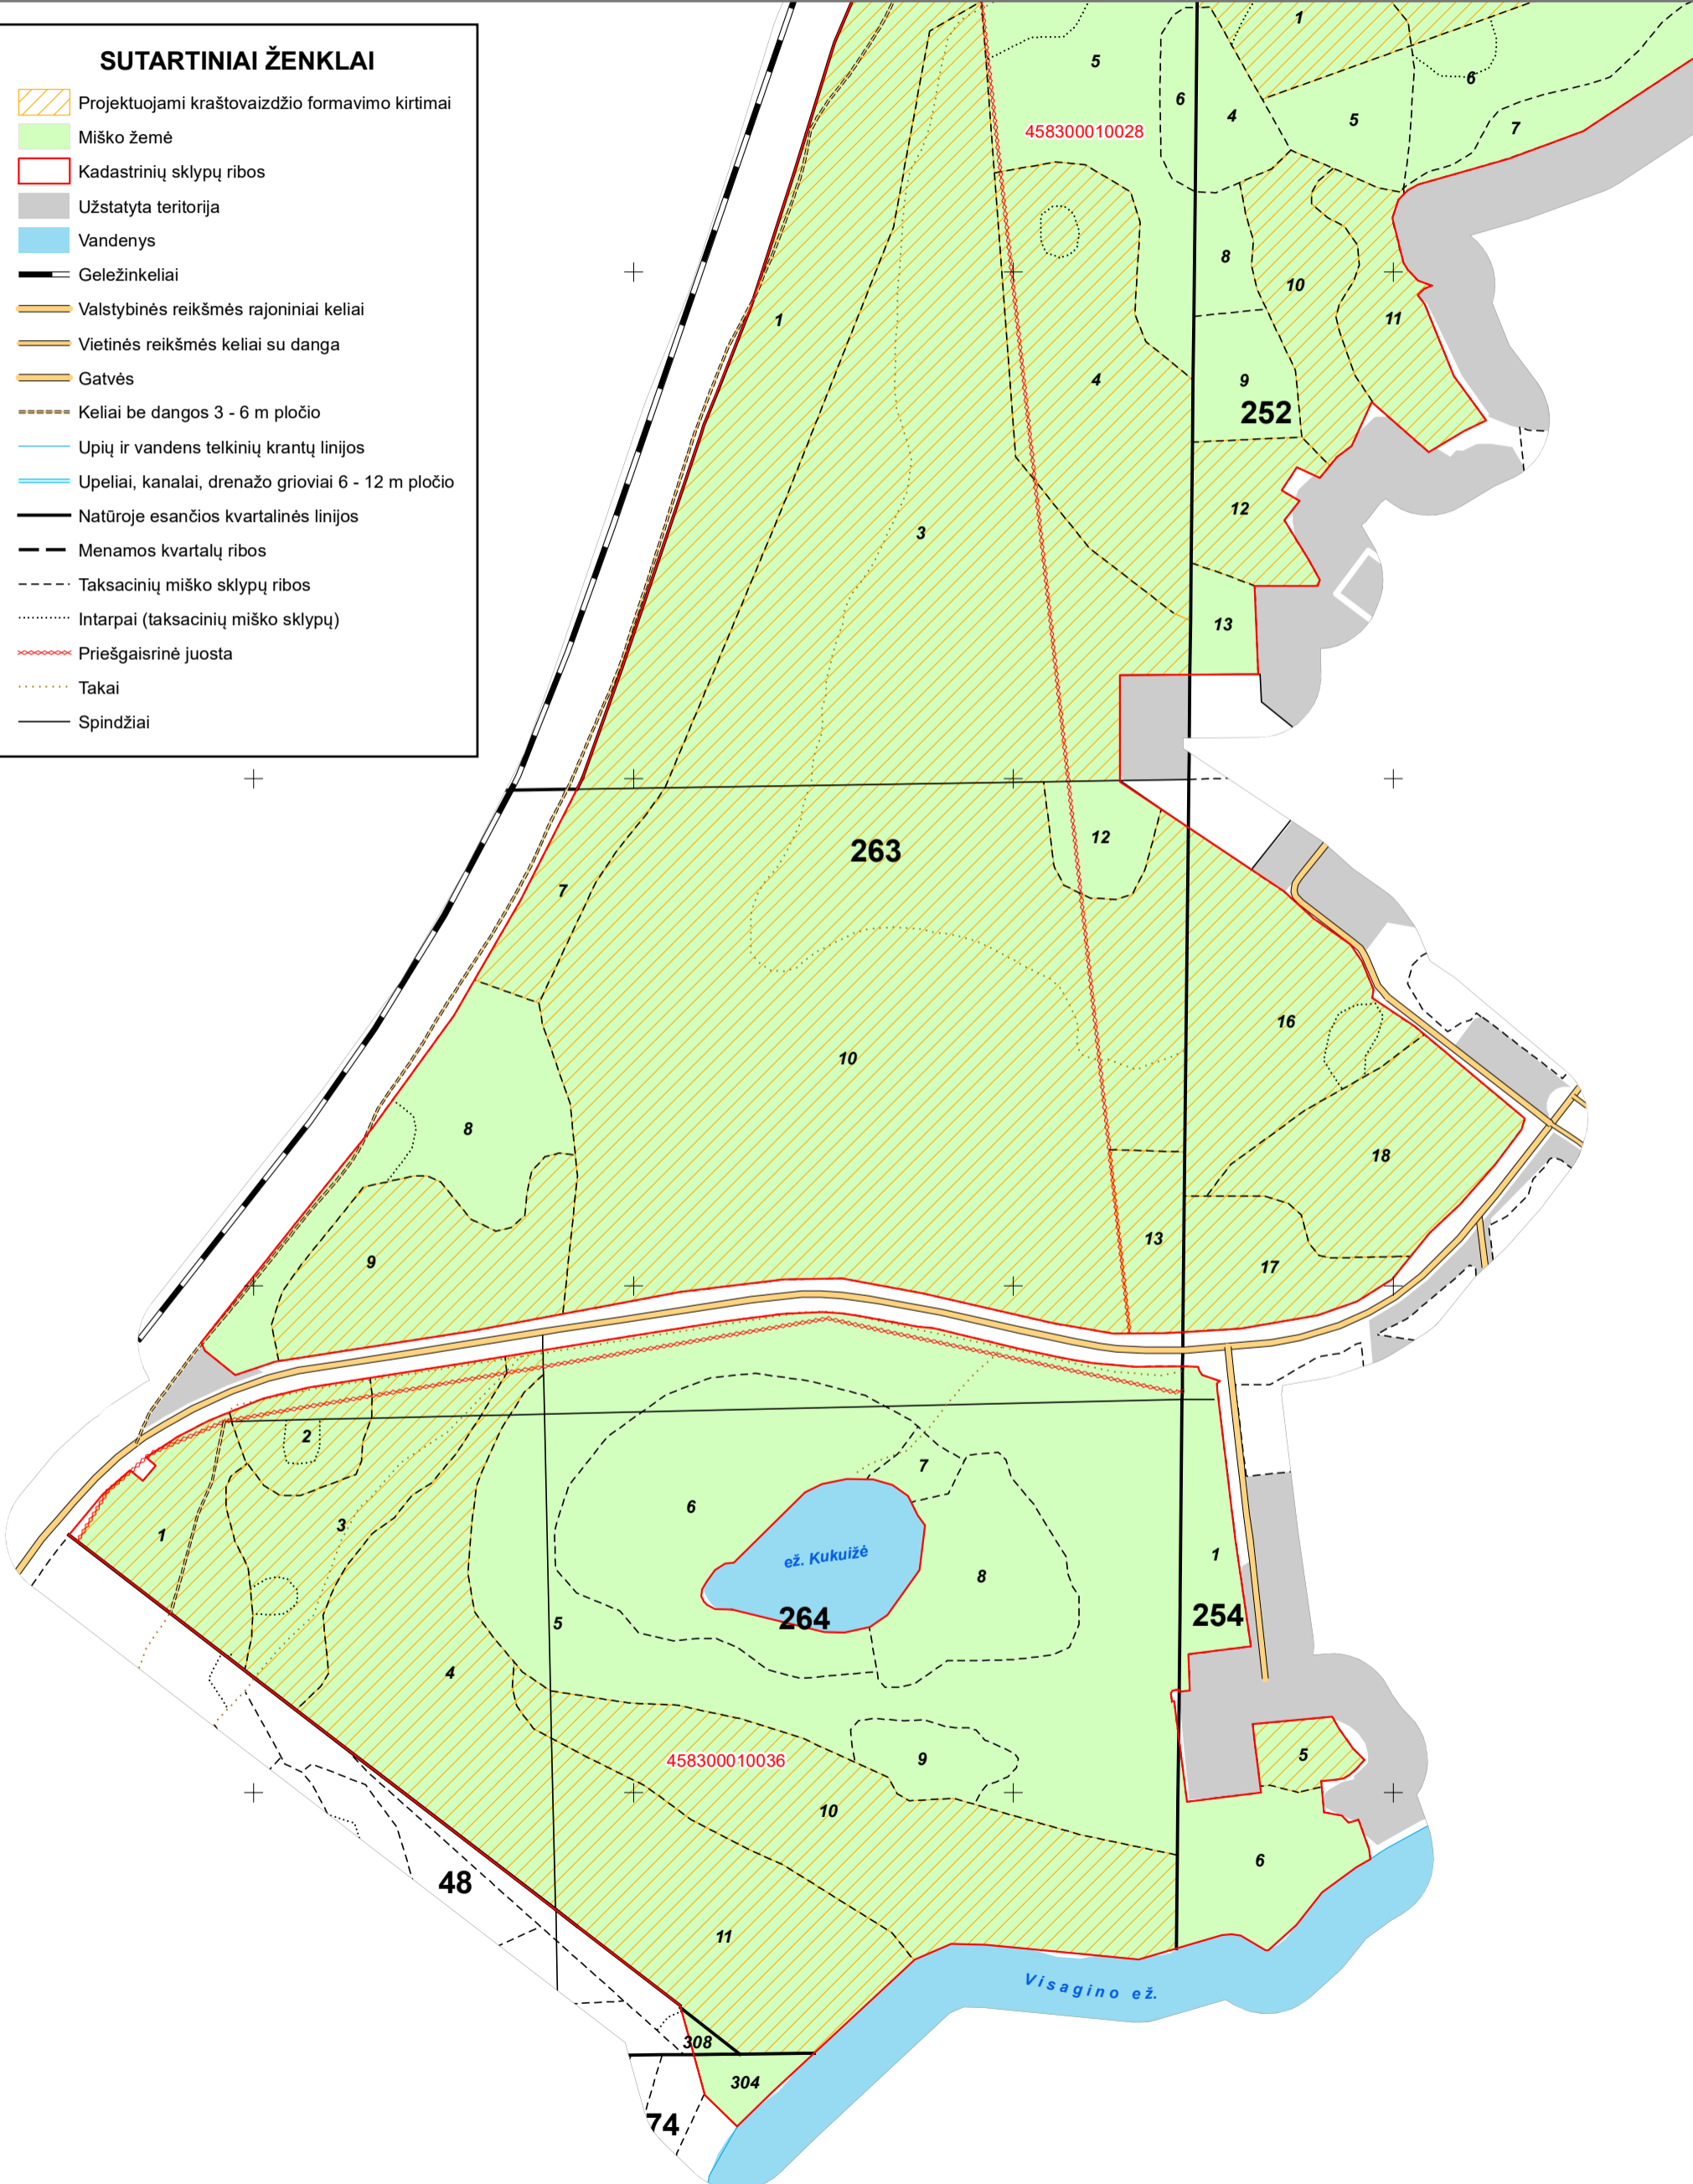 SUTARTINIAI ŽENKLAI
Projektuojami kraštovaizdžio formavimo kirtimai
Miško žemė
Kadastrinių sklypų ribos
Užstatyta teritorija
Vandenys
Geležinkeliai
Valstybinės reikšmės rajoniniai keliai
Vietinės reikšmės keliai su danga
Gatvės
Keliai be dangos 3 - 6 m pločio
Upių ir vandens telkinių krantų linijos
Upeliai, kanalai, drenažo grioviai 6 - 12 m pločio
Natūroje esančios kvartalinės linijos
Menamos kvartalų ribos
Taksacinių miško sklypų ribos
Intarpai (taksacinių miško sklypų)
Priešgaisrinė juosta
Takai
Spindžiai
1
5
6
6
4
5
7
458300010028
8
10
1
11
4
9
252
3
12
13
12
263
7
16
10
8
18
13
9
17
2
7
6
3
1
ež. Kukuižė
1
8
264
254
5
4
5
9
458300010036
10
6
48
11
Visagino ež.
308
304
74